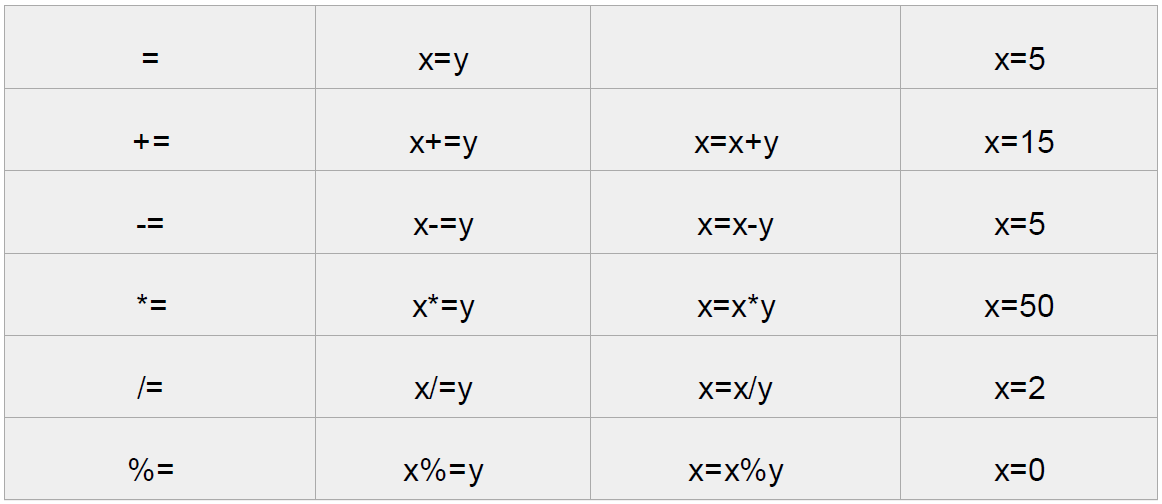 = x=y x=5
+= x+=y x=x+y x=15
-= x-=y x=x-y x=5
*= x*=y x=x*y x=50
/= x/=y x=x/y x=2
%= x%=y x=x%y x=0